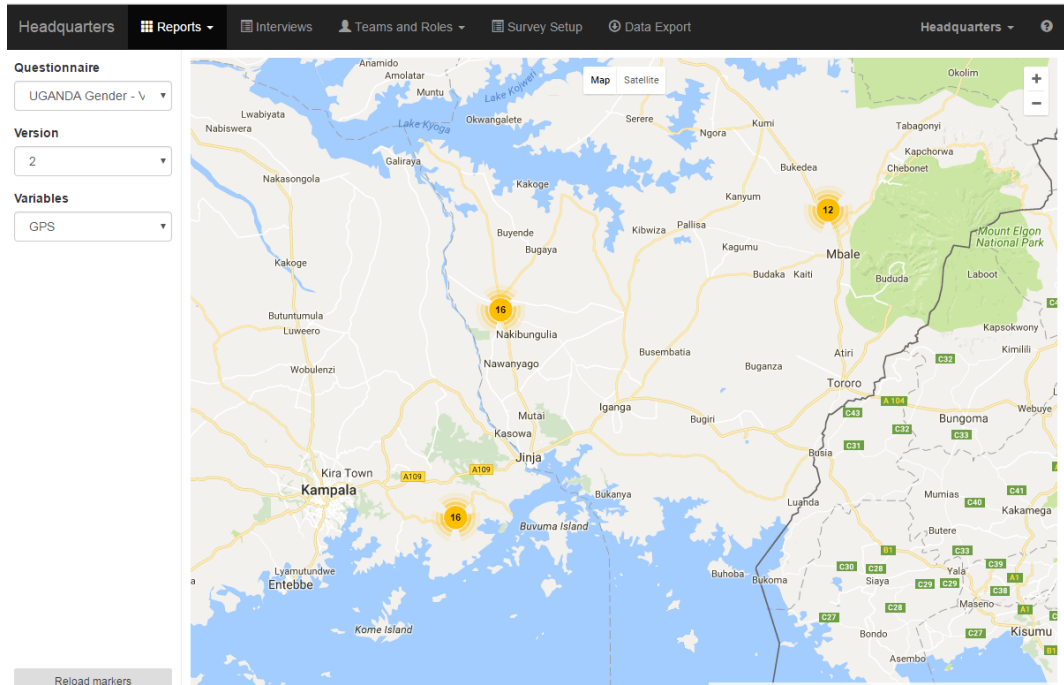 Headquarters Reports Interviews Teams and Roles Survey Setup Data Export Headquarters ?
Questionnaire
UGANDA Gender - V
Version
2
Variables
GPS
Reload markers
Map Satellite
+
−
Anamido
Amolatar
Muntu
Lake Kojweri
Okwangalete
Okolim
Lwabiyata
Nabiswera
Lake Kyoga
Serere
Ngora
Kumi
Tabagonyi
Kapchorwa
Galiraya
Chebonet
Bukedea
Nakasongola
Kakoge
Kanyum
12
Buyende
Kibwiza
Pallisa
Mount Elgon
National Park
Bugaya
Kagumu
Mbale
Kakoge
Budaka
Kaiti
Bududa
Laboot
16
Butuntumula
Luweero
Nakibungulia
Kapsokwony
Busembatia
Atiri
Kimilili
C32
Nawanyago
Buganza
Wobulenzi
Tororo
A 104
Iganga
C43
Webuye
Mutai
Bugiri
Bungoma
C32
C33
Kasowa
C31
Busia
Jinja
Kira Town
A109
A109
Kampala
Bukanya
Luanda
Mumias
C41
C40
Kakamega
16
Buvuma Island
Butere
B1
C33
Lyamutundwe
Entebbe
Buhoba
Bukoma
C30
C28
Yala
C39
A1
Siaya
C29
C29
C38
Maseno
C28
A1
C27
Kome Island
Bondo
C27
Kisumu
B1
Asembo